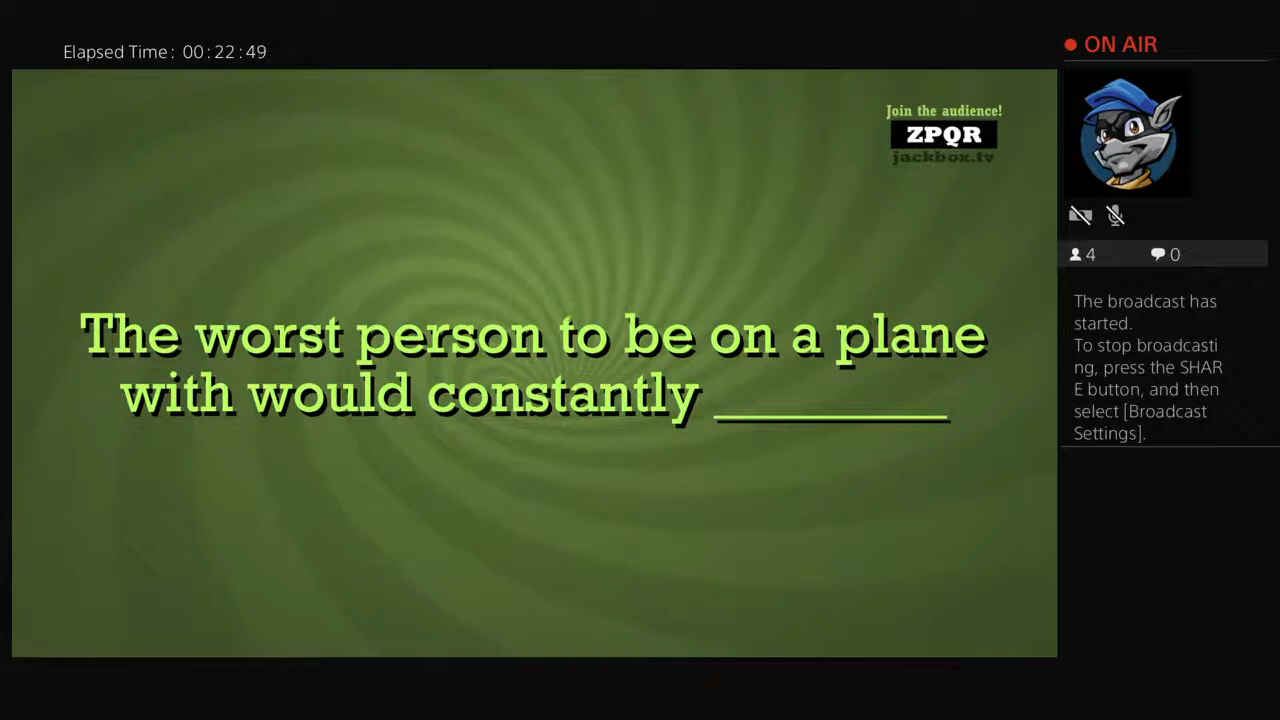 Elapsed Time: 00:22:49
ON AIR
Join the audience!
ZPQR
jackbox.tv
4
0
The worst person to be on a plane
with would constantly ________
The broadcast has
started.
To stop broadcasti
ng, press the SHAR
E button, and then
select [Broadcast
Settings].